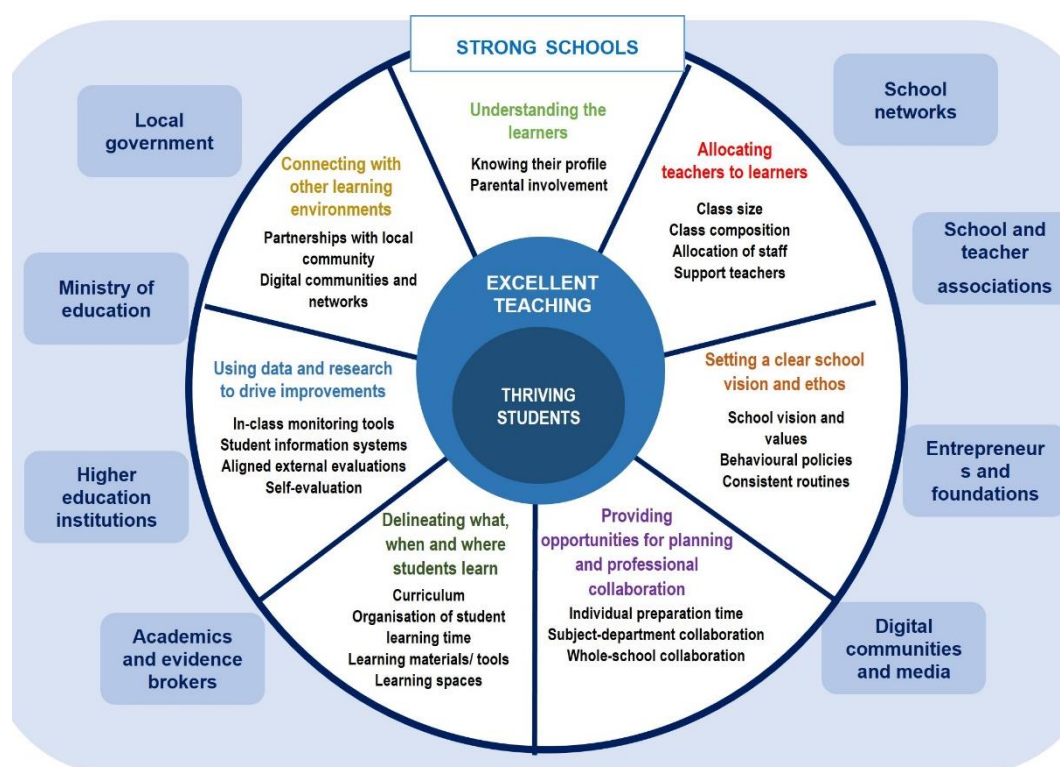 STRONG SCHOOLS
Understanding the
learners
Knowing their profile
Parental involvement
Allocating
teachers to learners
Class size
Class composition
Allocation of staff
Support teachers
Setting a clear school
vision and ethos
School vision and
values
Behavioural policies
Consistent routines
Providing
opportunities for planning
and professional
collaboration
Individual preparation time
Subject-department collaboration
Whole-school collaboration
Delineating what,
when and where
students learn
Curriculum
Organisation of student
learning time
Learning materials/ tools
Learning spaces
Using data and research
to drive improvements
In-class monitoring tools
Student information systems
Aligned external evaluations
Self-evaluation
Connecting with
other learning
environments
Partnerships with local
community
Digital communities and
networks
EXCELLENT
TEACHING
THRIVING
STUDENTS
Local
government
Ministry of
education
Higher
education
institutions
Academics
and evidence
brokers
School
networks
School and
teacher
associations
Entrepreneur
s and
foundations
Digital
communities
and media